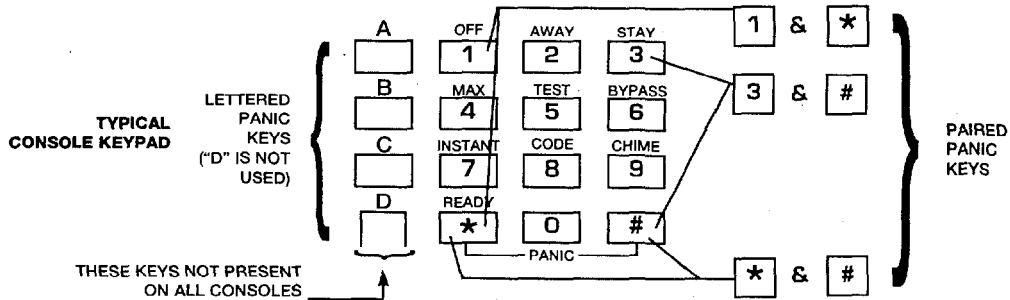 TYPICAL
CONSOLE KEYPAD
LETTERED
PANIC
KEYS
("D" IS NOT
USED)
A OFF AWAY STAY
1 2 3
B MAX TEST BYPASS
4 5 6
C INSTANT CODE CHIME
7 8 9
D READY
* 0 #
PANIC
THESE KEYS NOT PRESENT
ON ALL CONSOLES
1 & *
3 & #
* & #
PAIRED
PANIC
KEYS